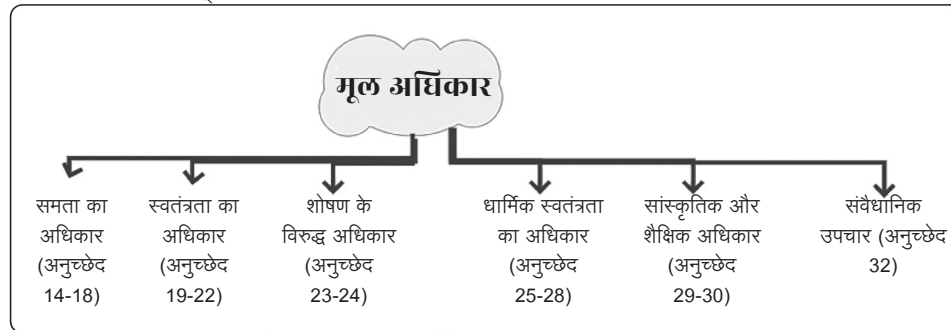 मूल अधिकार
समता का
अधिकार
(अनुच्छेद
14-18)
स्वतंत्रता का
अधिकार
(अनुच्छेद
19-22)
शोषण के
विरुद्ध अधिकार
(अनुच्छेद
23-24)
धार्मिक स्वतंत्रता
का अधिकार
(अनुच्छेद
25-28)
सांस्कृतिक और
शैक्षिक अधिकार
(अनुच्छेद
29-30)
संवैधानिक
उपचार (अनुच्छेद
32)